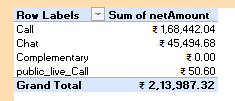 Row Labels Sum of netAmount
Call ₹ 1,68,442.04
Chat ₹ 45,494.68
Complementary ₹ 0.00
public_live_Call ₹ 50.60
Grand Total ₹ 2,13,987.32